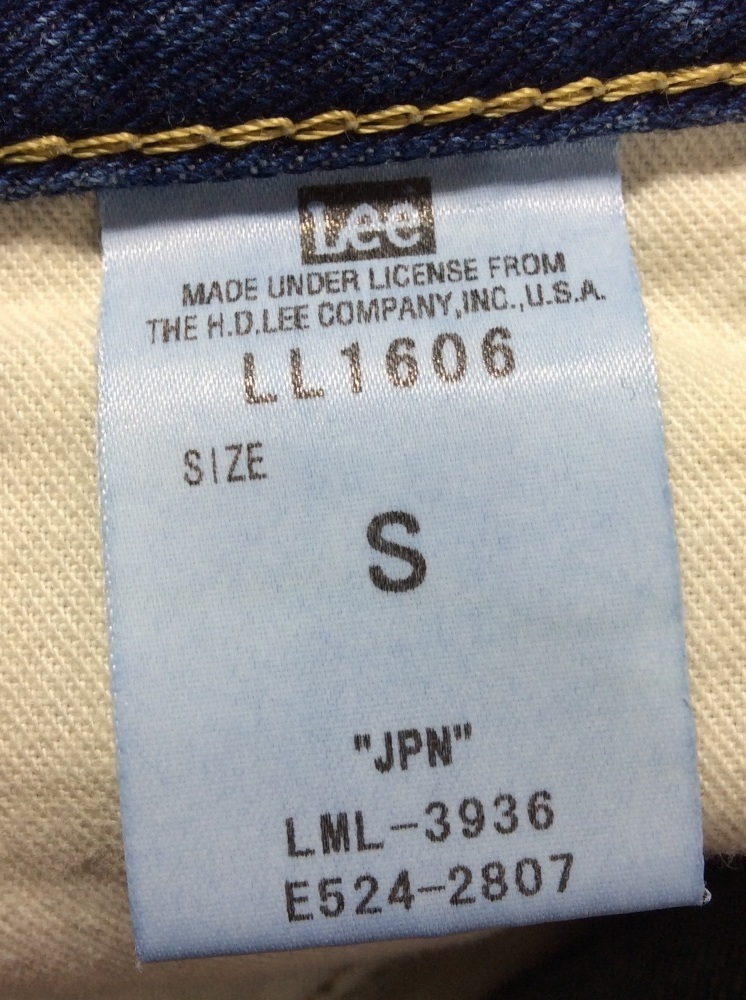 Lee
MADE UNDER LICENSE FROM
THE H.D.LEE COMPANY,INC.,U.S.A.
LL1606
SIZE
S
"JPN"
LML-3936
E524-2807